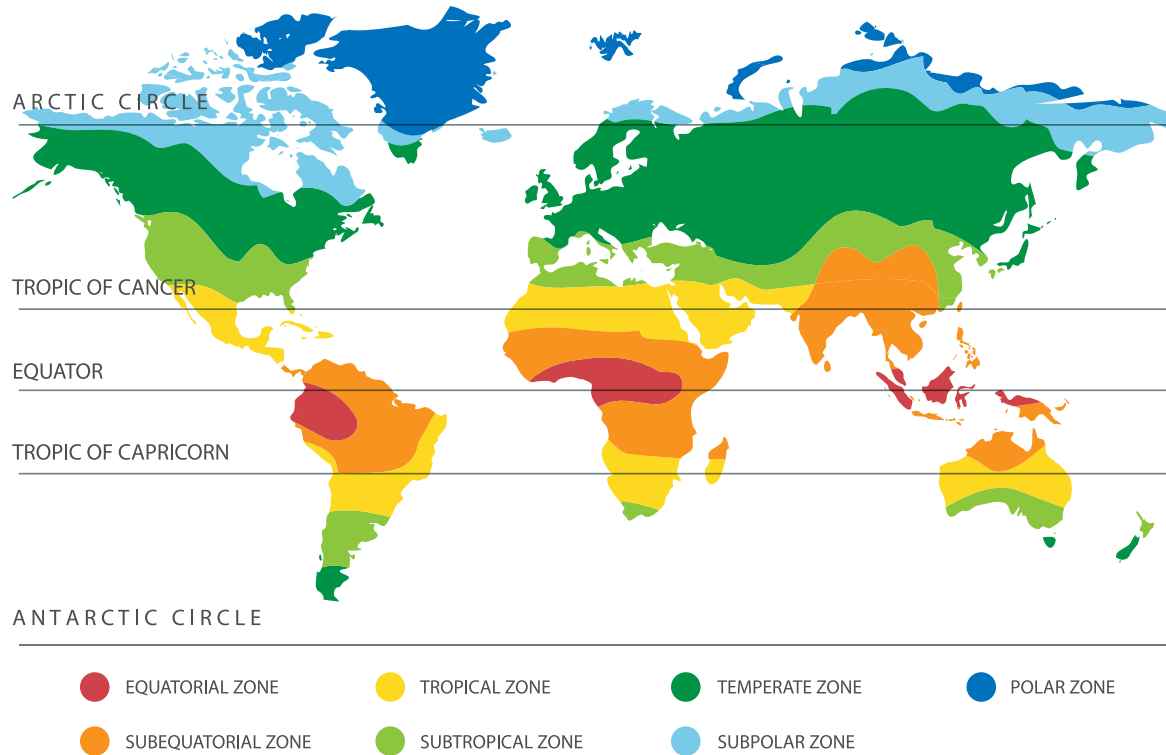 ARCTIC CIRCLE
TROPIC OF CANCER
EQUATOR
TROPIC OF CAPRICORN
ANTARCTIC CIRCLE
EQUATORIAL ZONE
TROPICAL ZONE
TEMPERATE ZONE
POLAR ZONE
SUBEQUATORIAL ZONE
SUBTROPICAL ZONE
SUBPOLAR ZONE